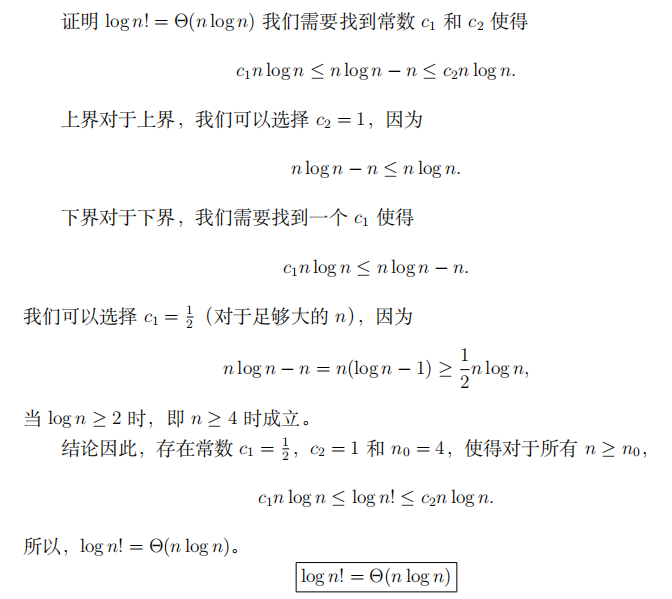 证明 log n! = Θ(n log n) 我们需要找到常数 c₁ 和 c₂ 使得
c₁n log n ≤ n log n − n ≤ c₂n log n.
上界对于上界，我们可以选择 c₂ = 1，因为
n log n − n ≤ n log n.
下界对于下界，我们需要找到一个 c₁ 使得
c₁n log n ≤ n log n − n.
我们可以选择 c₁ = 1/2（对于足够大的 n），因为
n log n − n = n(log n − 1) ≥ 1/2 n log n,
当 log n ≥ 2 时，即 n ≥ 4 时成立。
结论因此，存在常数 c₁ = 1/2，c₂ = 1 和 n₀ = 4，使得对于所有 n ≥ n₀，
c₁n log n ≤ log n! ≤ c₂n log n.
所以，log n! = Θ(n log n)。
log n! = Θ(n log n)